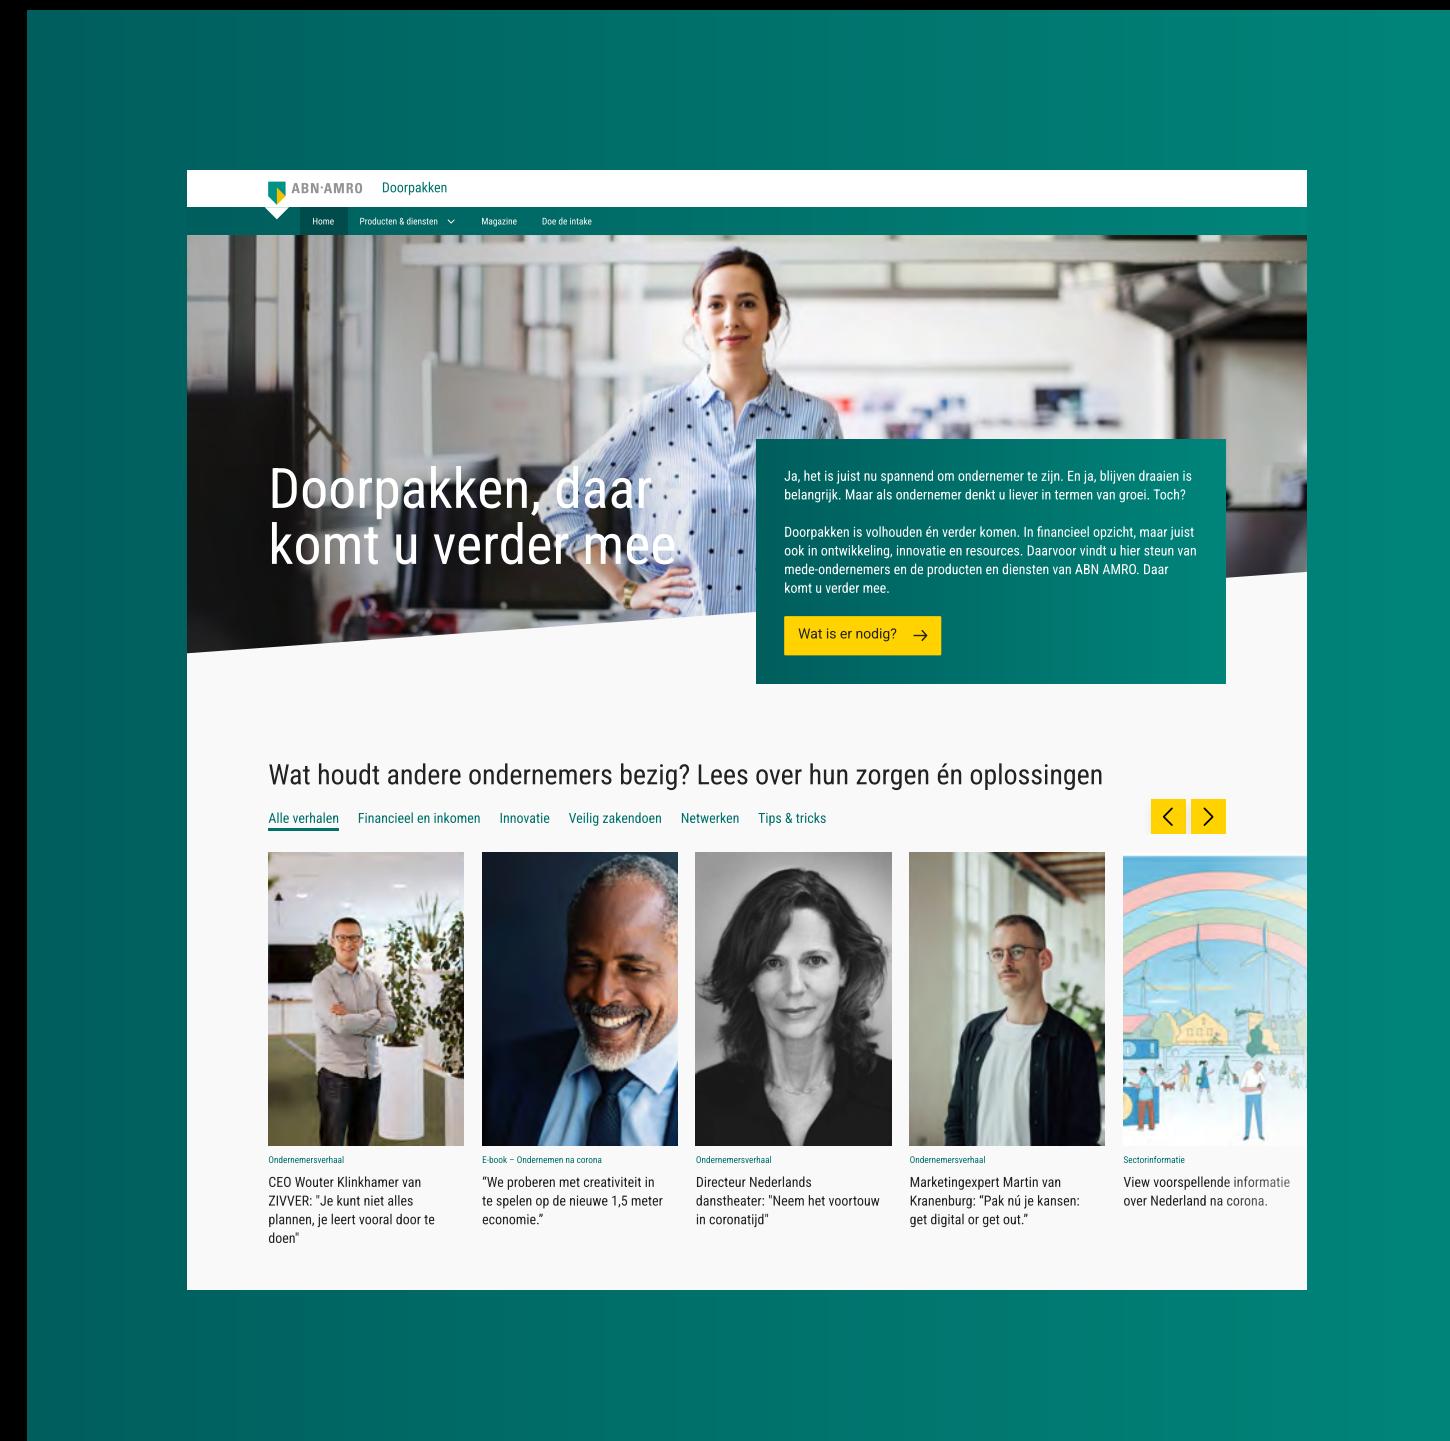 ABN·AMRO Doorpakken
Home Producten & diensten Magazine Doe de intake
Doorpakken, daar
komt u verder mee
Ja, het is juist nu spannend om ondernemer te zijn. En ja, blijven draaien is
belangrijk. Maar als ondernemer denkt u liever in termen van groei. Toch?
Doorpakken is volhouden én verder komen. In financieel opzicht, maar juist
ook in ontwikkeling, innovatie en resources. Daarvoor vindt u hier steun van
mede-ondernemers en de producten en diensten van ABN AMRO. Daar
komt u verder mee.
Wat is er nodig?
Wat houdt andere ondernemers bezig? Lees over hun zorgen én oplossingen
Alle verhalen Financieel en inkomen Innovatie Veilig zakendoen Netwerken Tips & tricks
Ondernemersverhaal
CEO Wouter Klinkhamer van
ZIVVER: "Je kunt niet alles
plannen, je leert vooral door te
doen"
E-book – Ondernemen na corona
“We proberen met creativiteit in
te spelen op de nieuwe 1,5 meter
economie.”
Ondernemersverhaal
Directeur Nederlands
danstheater: "Neem het voortouw
in coronatijd"
Ondernemersverhaal
Marketingexpert Martin van
Kranenburg: “Pak nú je kansen:
get digital or get out.”
Sectorinformatie
View voorspellende informatie
over Nederland na corona.